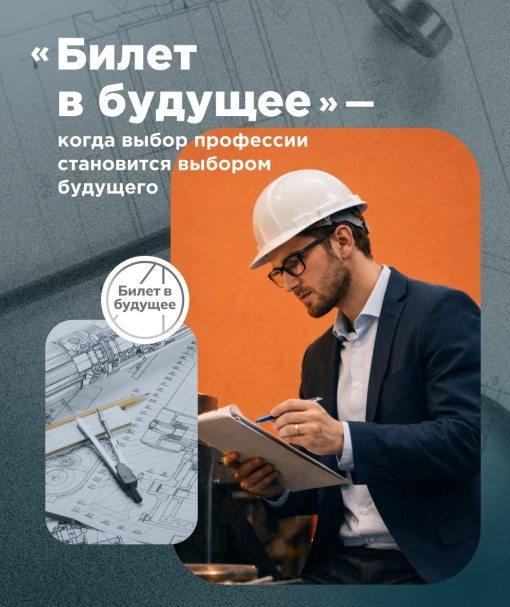 «Билет
в будущее» —
когда выбор профессии
становится выбором
будущего
Билет в
будущее